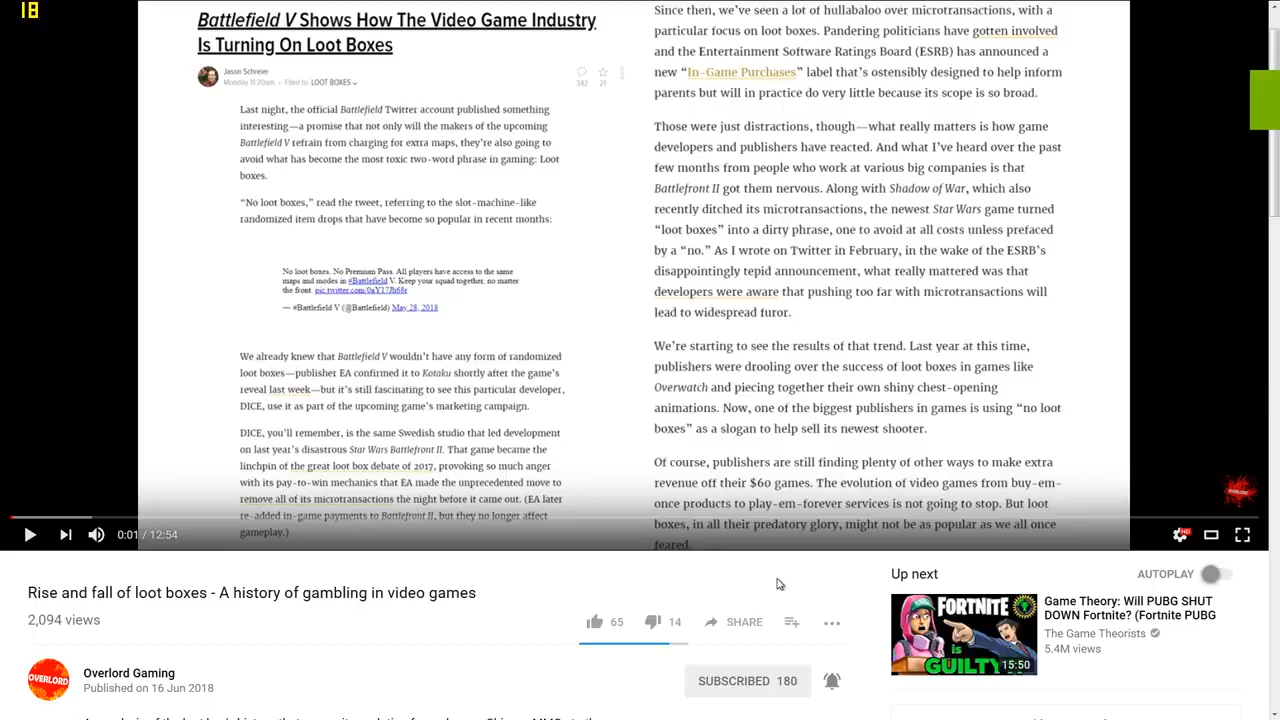 18
Battlefield V Shows How The Video Game Industry
Is Turning On Loot Boxes
Jason Schreier
Monday 11:20am • Filed to: LOOT BOXES
342
21
Last night, the official Battlefield Twitter account published something
interesting—a promise that not only will the makers of the upcoming
Battlefield V refrain from charging for extra maps, they're also going to
avoid what has become the most toxic two-word phrase in gaming: Loot
boxes.
“No loot boxes,” read the tweet, referring to the slot-machine-like
randomized item drops that have become so popular in recent months:
No loot boxes. No Premium Pass. All players have access to the same
maps and modes in #Battlefield V. Keep your squad together, no matter
the front. pic.twitter.com/0aY17Jh68r
— #Battlefield V (@Battlefield) May 28, 2018
We already knew that Battlefield V wouldn't have any form of randomized
loot boxes—publisher EA confirmed it to Kotaku shortly after the game's
reveal last week—but it's still fascinating to see this particular developer,
DICE, use it as part of the upcoming game's marketing campaign.
DICE, you'll remember, is the same Swedish studio that led development
on last year's disastrous Star Wars Battlefront II. That game became the
linchpin of the great loot box debate of 2017, provoking so much anger
with its pay-to-win mechanics that EA made the unprecedented move to
remove all of its microtransactions the night before it came out. (EA later
re-added in-game payments to Battlefront II, but they no longer affect
gameplay.)
Since then, we've seen a lot of hullabaloo over microtransactions, with a
particular focus on loot boxes. Pandering politicians have gotten involved
and the Entertainment Software Ratings Board (ESRB) has announced a
new “In-Game Purchases” label that's ostensibly designed to help inform
parents but will in practice do very little because its scope is so broad.
Those were just distractions, though—what really matters is how game
developers and publishers have reacted. And what I've heard over the past
few months from people who work at various big companies is that
Battlefront II got them nervous. Along with Shadow of War, which also
recently ditched its microtransactions, the newest Star Wars game turned
“loot boxes” into a dirty phrase, one to avoid at all costs unless prefaced
by a “no.” As I wrote on Twitter in February, in the wake of the ESRB's
disappointingly tepid announcement, what really mattered was that
developers were aware that pushing too far with microtransactions will
lead to widespread furor.
We're starting to see the results of that trend. Last year at this time,
publishers were drooling over the success of loot boxes in games like
Overwatch and piecing together their own shiny chest-opening
animations. Now, one of the biggest publishers in games is using “no loot
boxes” as a slogan to help sell its newest shooter.
Of course, publishers are still finding plenty of other ways to make extra
revenue off their $60 games. The evolution of video games from buy-em-
once products to play-em-forever services is not going to stop. But loot
boxes, in all their predatory glory, might not be as popular as we all once
feared.
OVERLORD
0:01 / 12:54
HD
Rise and fall of loot boxes - A history of gambling in video games
2,094 views
65
14
SHARE
OVERLORD
Overlord Gaming
Published on 16 Jun 2018
SUBSCRIBED 180
Up next
AUTOPLAY
FORTNITE
is
GUILTY
15:50
Game Theory: Will PUBG SHUT
DOWN Fortnite? (Fortnite PUBG
The Game Theorists
5.4M views